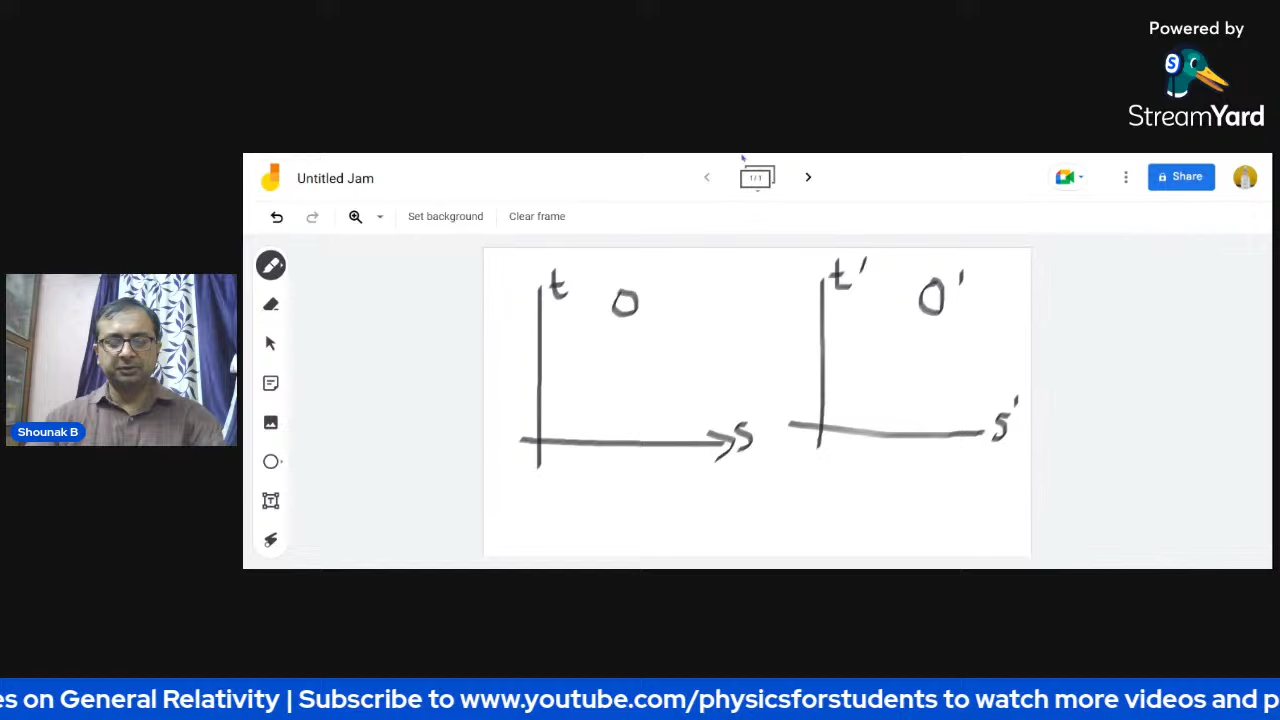 Powered by
StreamYard
Untitled Jam
1 / 1
Share
Set background
Clear frame
t O
s
t' O'
s'
Shounak B
es on General Relativity | Subscribe to www.youtube.com/physicsforstudents to watch more videos and p